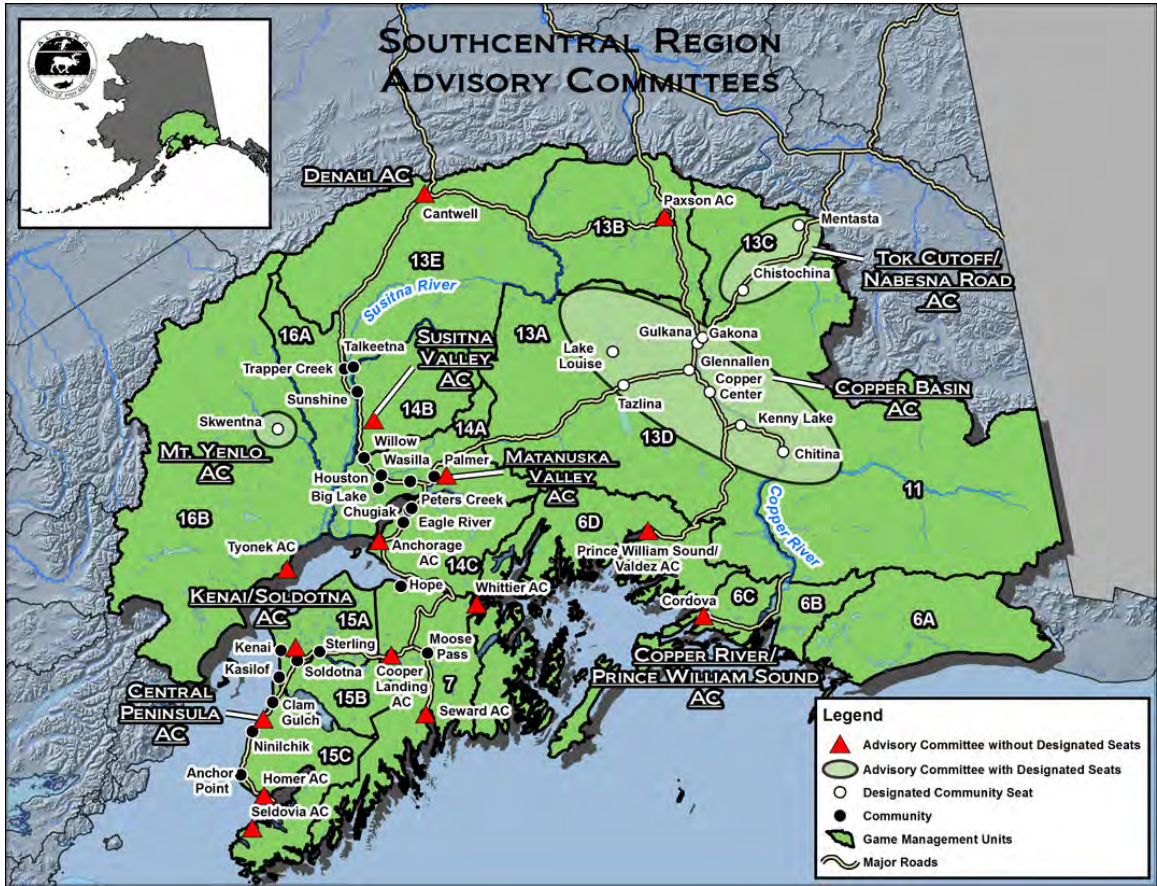 SOUTHCENTRAL REGION
ADVISORY COMMITTEES
ALASKA
DENALI AC
Cantwell
Paxson AC
13B
13C
Mentasta
TOK CUTOFF/
NABESNA ROAD
AC
Chistochina
13E
Susitna River
16A
13A
Gulkana
Gakona
Talkeetna
SUSITNA
VALLEY
AC
Trapper Creek
Lake
Louise
Glennallen
Copper
Center
COPPER BASIN
AC
Sunshine
Tazlina
14B
Skwentna
14A
Kenny Lake
13D
MT. YENLO
AC
Willow
Wasilla
Palmer
MATANUSKA
VALLEY
AC
Chitina
Houston
Big Lake
Peters Creek
Chugiak
Eagle River
11
16B
6D
Copper River
Tyonek AC
Anchorage
AC
Prince William Sound/
Valdez AC
14C
Hope
Whittier AC
KENAI/SOLDOTNA
AC
Cordova
6C
6B
6A
15A
Kenai
Sterling
Moose
Pass
Kasilof
Soldotna
Cooper
Landing
AC
COPPER RIVER/
PRINCE WILLIAM SOUND
AC
CENTRAL
PENINSULA
AC
Clam
Gulch
15B
7
Seward AC
Ninilchik
15C
Anchor
Point
Homer AC
Seldovia AC
Legend
Advisory Committee without Designated Seats
Advisory Committee with Designated Seats
Designated Community Seat
Community
Game Management Units
Major Roads